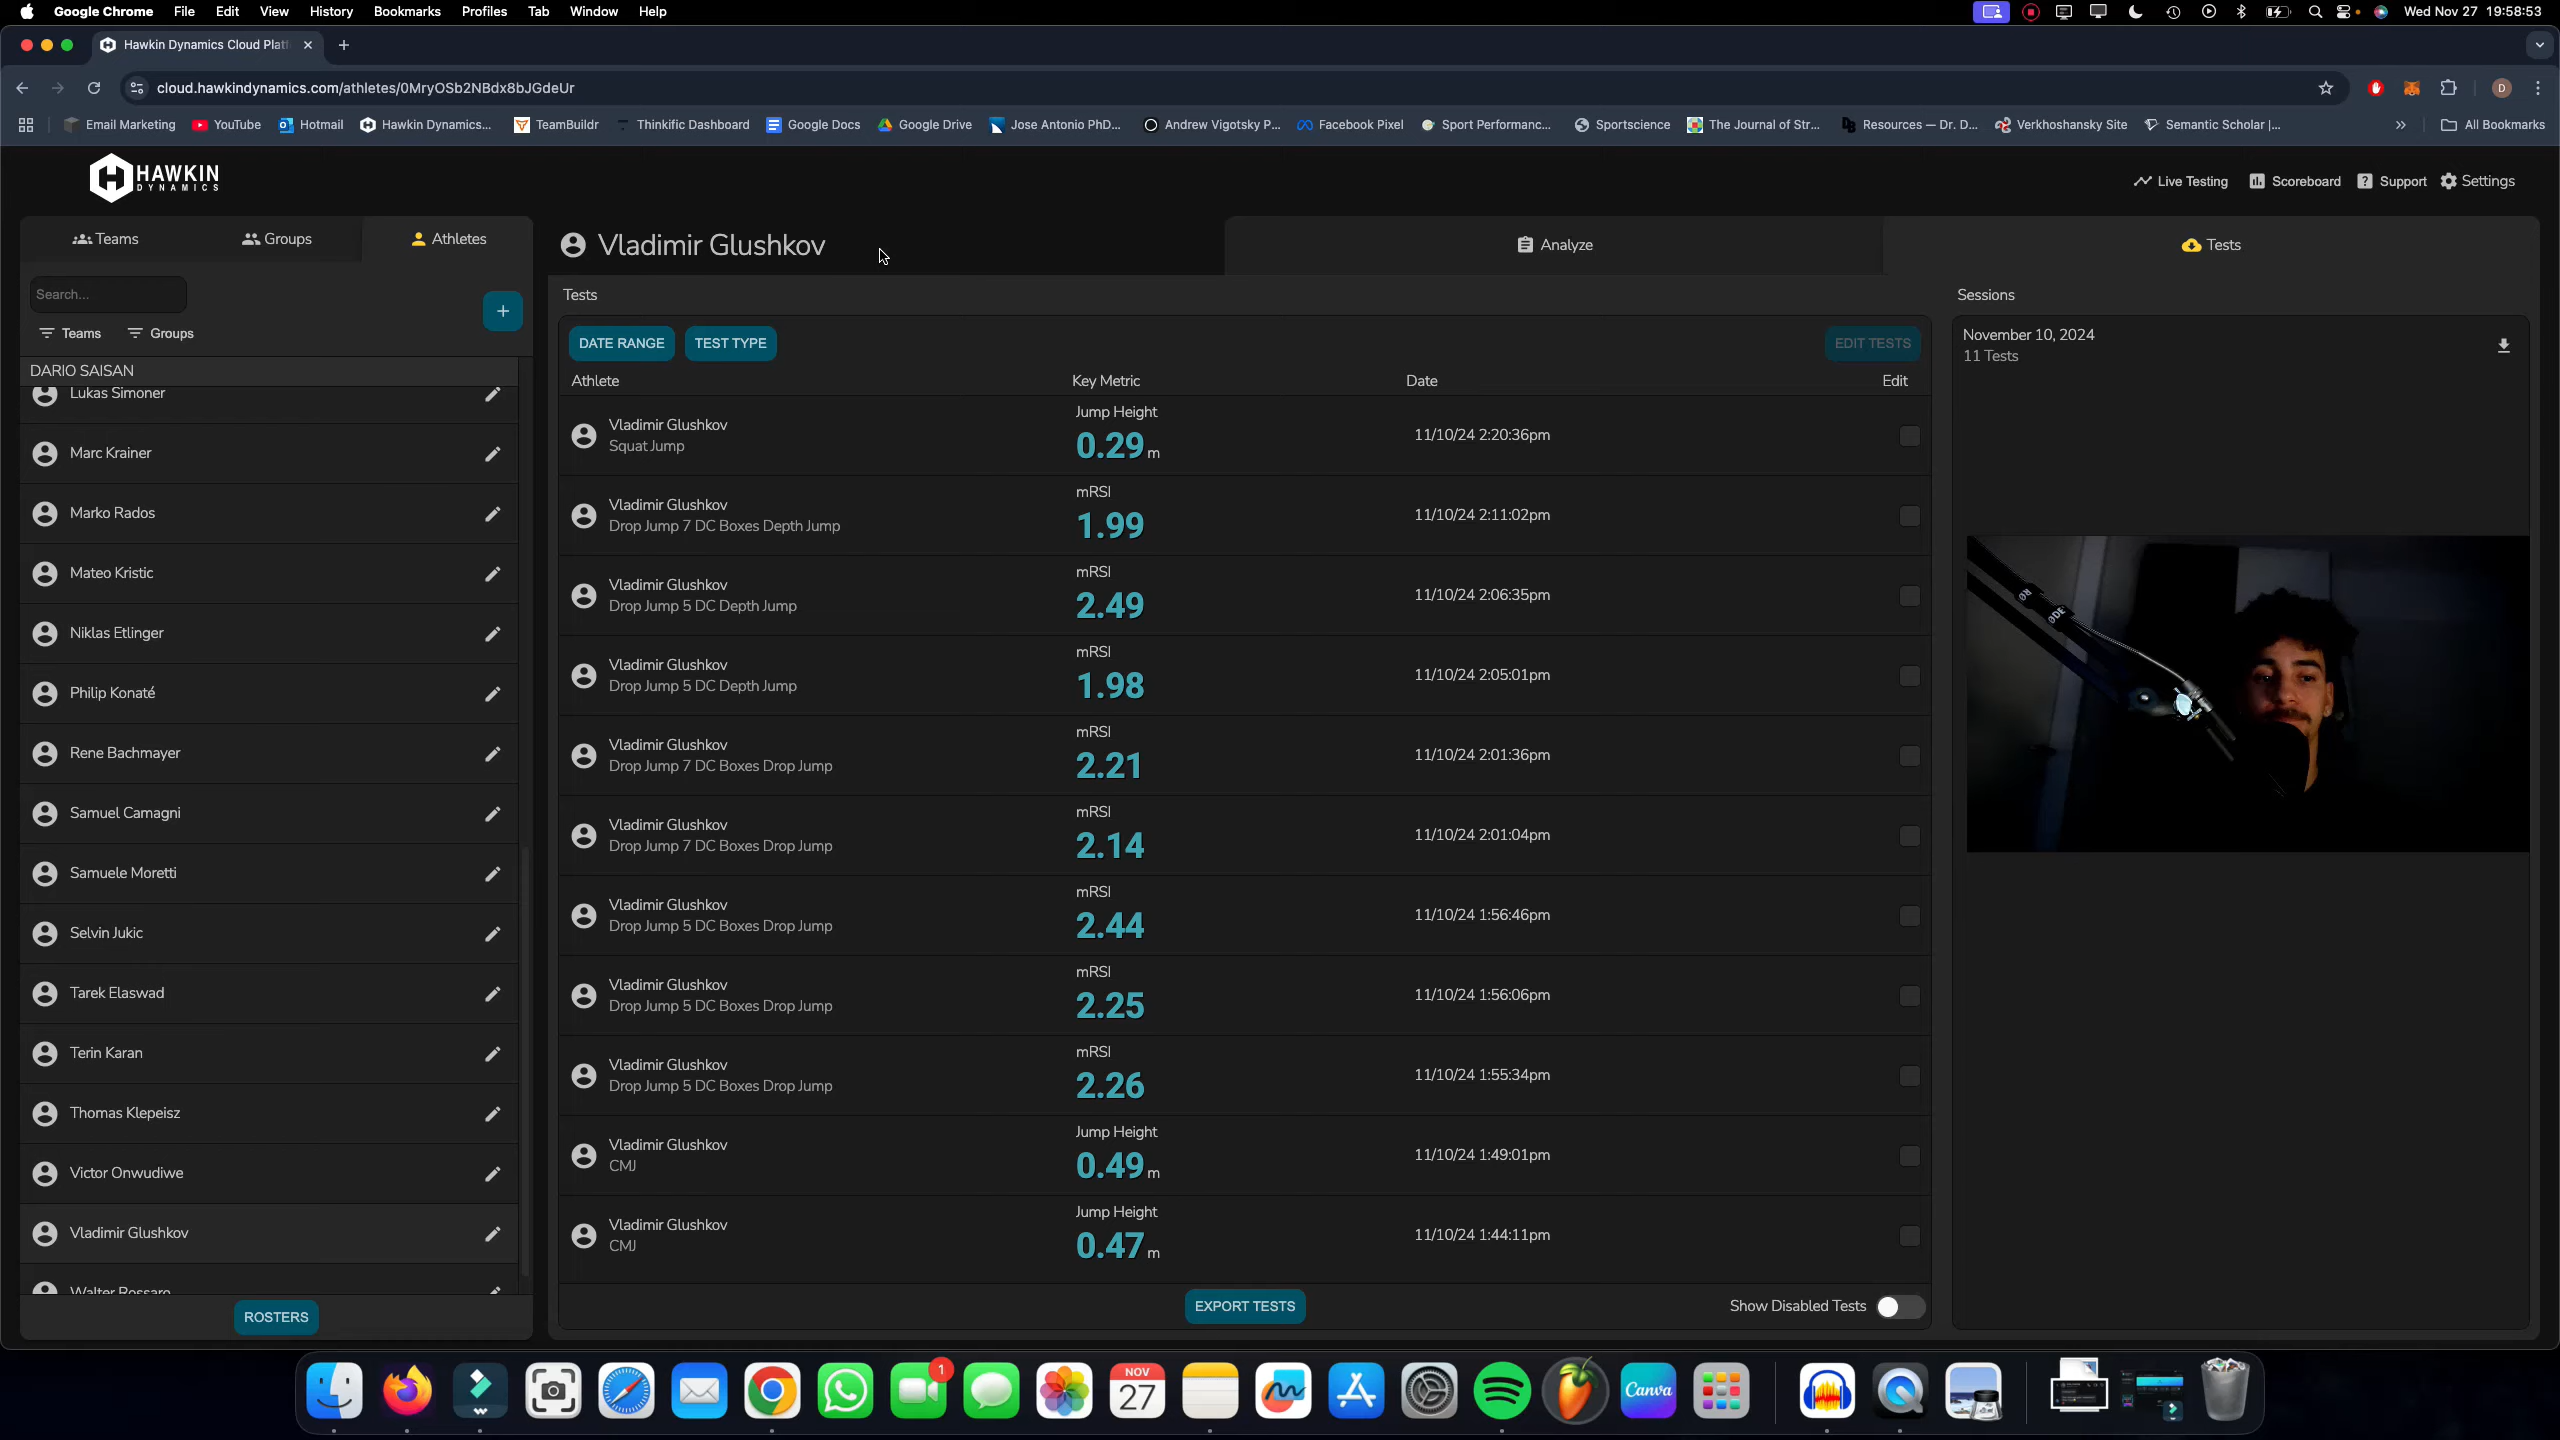 Google Chrome File Edit View History Bookmarks Profiles Tab Window Help Wed Nov 27 19:58:53
Hawkin Dynamics Cloud Platf
cloud.hawkindynamics.com/athletes/0MryOSb2NBdx8bJGdeUr D
Email Marketing YouTube Hotmail Hawkin Dynamics... TeamBuildr Thinkific Dashboard Google Docs Google Drive Jose Antonio PhD... Andrew Vigotsky P... Facebook Pixel Sport Performanc... Sportscience The Journal of Str... Resources — Dr. D... Verkhoshansky Site Semantic Scholar |... » All Bookmarks
HAWKIN
DYNAMICS
Live Testing Scoreboard Support Settings
Teams Groups Athletes
Vladimir Glushkov Analyze Tests
Search...
Teams Groups
DARIO SAISAN
Lukas Simoner
Marc Krainer
Marko Rados
Mateo Kristic
Niklas Etlinger
Philip Konaté
Rene Bachmayer
Samuel Camagni
Samuele Moretti
Selvin Jukic
Tarek Elaswad
Terin Karan
Thomas Klepeisz
Victor Onwudiwe
Vladimir Glushkov
Walter Rossaro
ROSTERS
Tests
DATE RANGE TEST TYPE EDIT TESTS
Athlete Key Metric Date Edit
Vladimir Glushkov
Squat Jump
Jump Height
0.29 m
11/10/24 2:20:36pm
Vladimir Glushkov
Drop Jump 7 DC Boxes Depth Jump
mRSI
1.99
11/10/24 2:11:02pm
Vladimir Glushkov
Drop Jump 5 DC Depth Jump
mRSI
2.49
11/10/24 2:06:35pm
Vladimir Glushkov
Drop Jump 5 DC Depth Jump
mRSI
1.98
11/10/24 2:05:01pm
Vladimir Glushkov
Drop Jump 7 DC Boxes Drop Jump
mRSI
2.21
11/10/24 2:01:36pm
Vladimir Glushkov
Drop Jump 7 DC Boxes Drop Jump
mRSI
2.14
11/10/24 2:01:04pm
Vladimir Glushkov
Drop Jump 5 DC Boxes Drop Jump
mRSI
2.44
11/10/24 1:56:46pm
Vladimir Glushkov
Drop Jump 5 DC Boxes Drop Jump
mRSI
2.25
11/10/24 1:56:06pm
Vladimir Glushkov
Drop Jump 5 DC Boxes Drop Jump
mRSI
2.26
11/10/24 1:55:34pm
Vladimir Glushkov
CMJ
Jump Height
0.49 m
11/10/24 1:49:01pm
Vladimir Glushkov
CMJ
Jump Height
0.47 m
11/10/24 1:44:11pm
EXPORT TESTS
Show Disabled Tests
Sessions
November 10, 2024
11 Tests
1
NOV
27
Canva